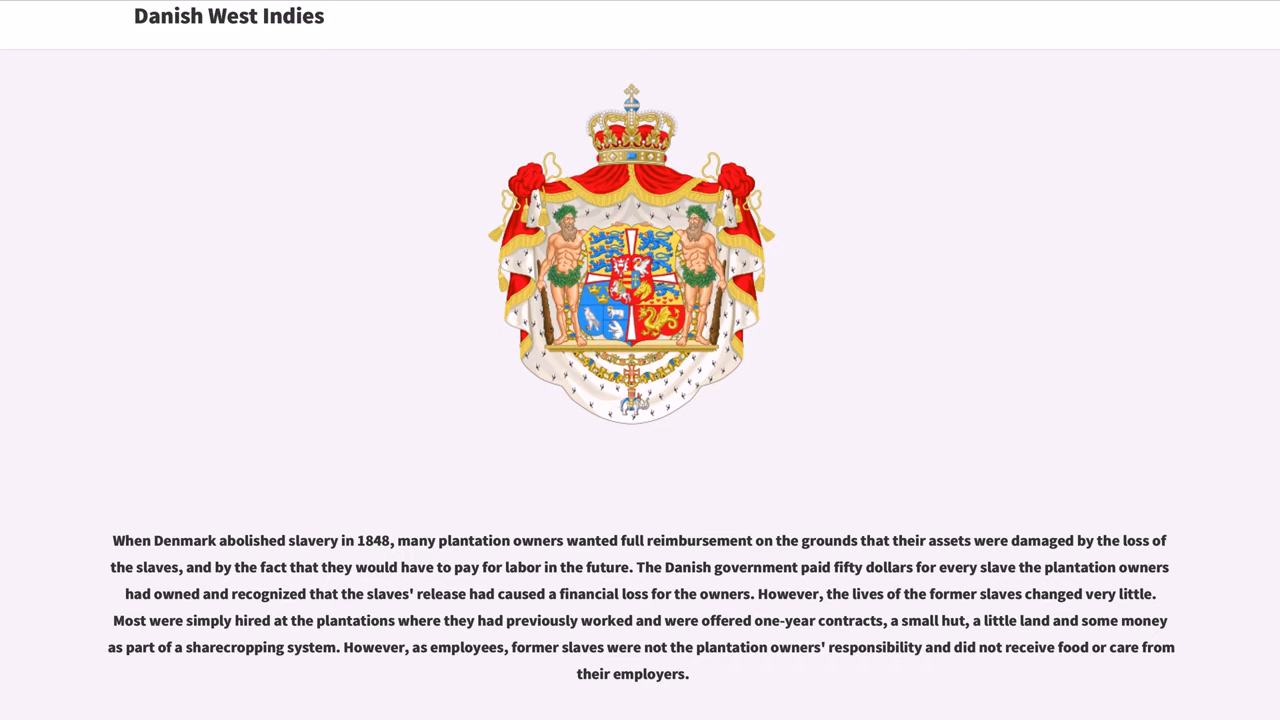 Danish West Indies
When Denmark abolished slavery in 1848, many plantation owners wanted full reimbursement on the grounds that their assets were damaged by the loss of
the slaves, and by the fact that they would have to pay for labor in the future. The Danish government paid fifty dollars for every slave the plantation owners
had owned and recognized that the slaves' release had caused a financial loss for the owners. However, the lives of the former slaves changed very little.
Most were simply hired at the plantations where they had previously worked and were offered one-year contracts, a small hut, a little land and some money
as part of a sharecropping system. However, as employees, former slaves were not the plantation owners' responsibility and did not receive food or care from
their employers.